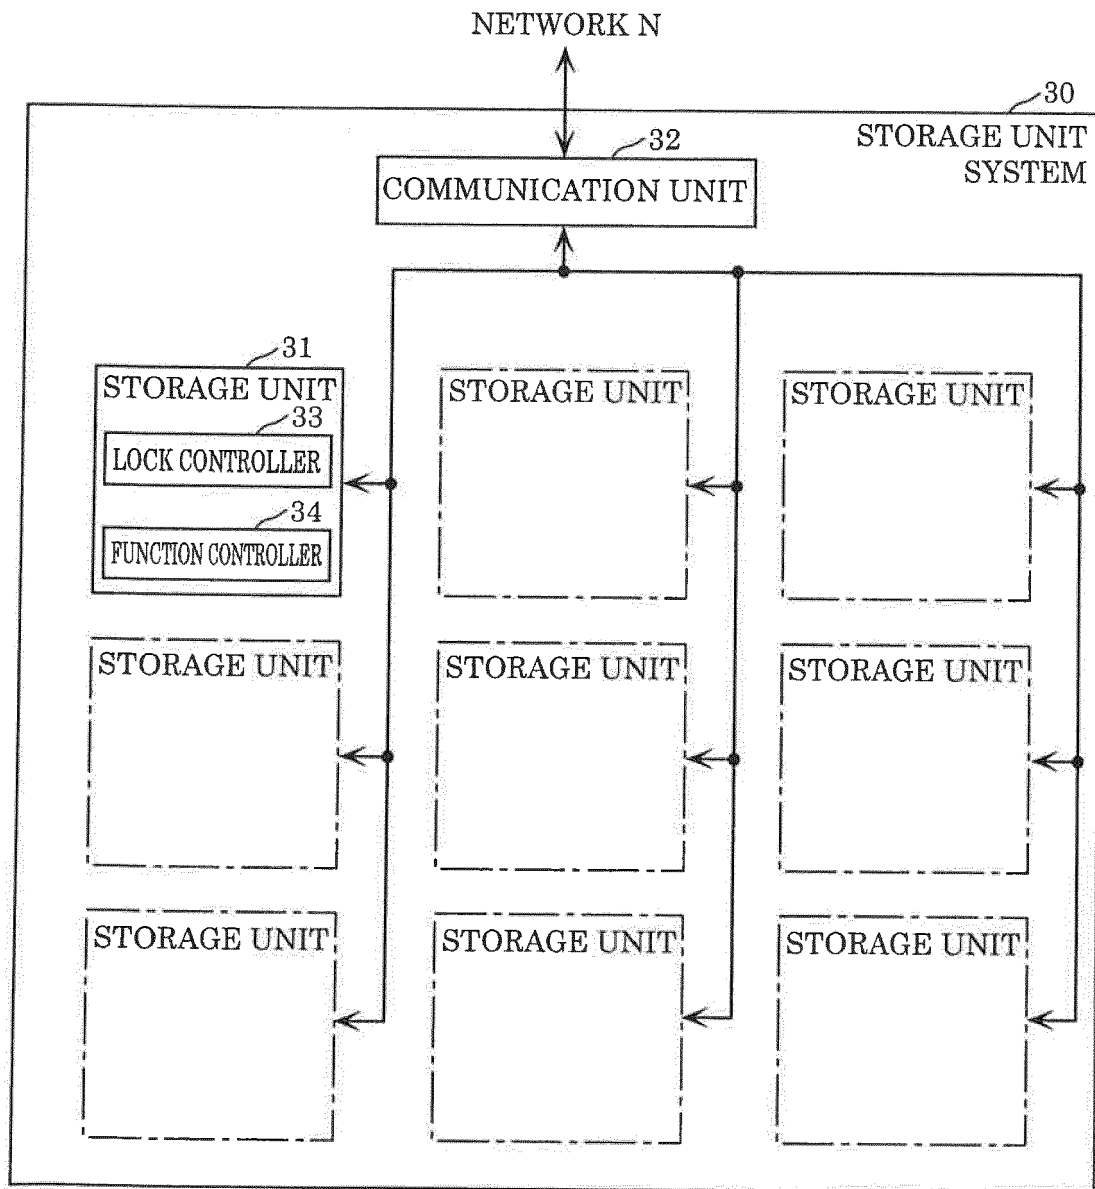 NETWORK N
30
STORAGE UNIT
SYSTEM
32
COMMUNICATION UNIT
31
STORAGE UNIT
33
LOCK CONTROLLER
34
FUNCTION CONTROLLER
STORAGE UNIT
STORAGE UNIT
STORAGE UNIT
STORAGE UNIT
STORAGE UNIT
STORAGE UNIT
STORAGE UNIT
STORAGE UNIT